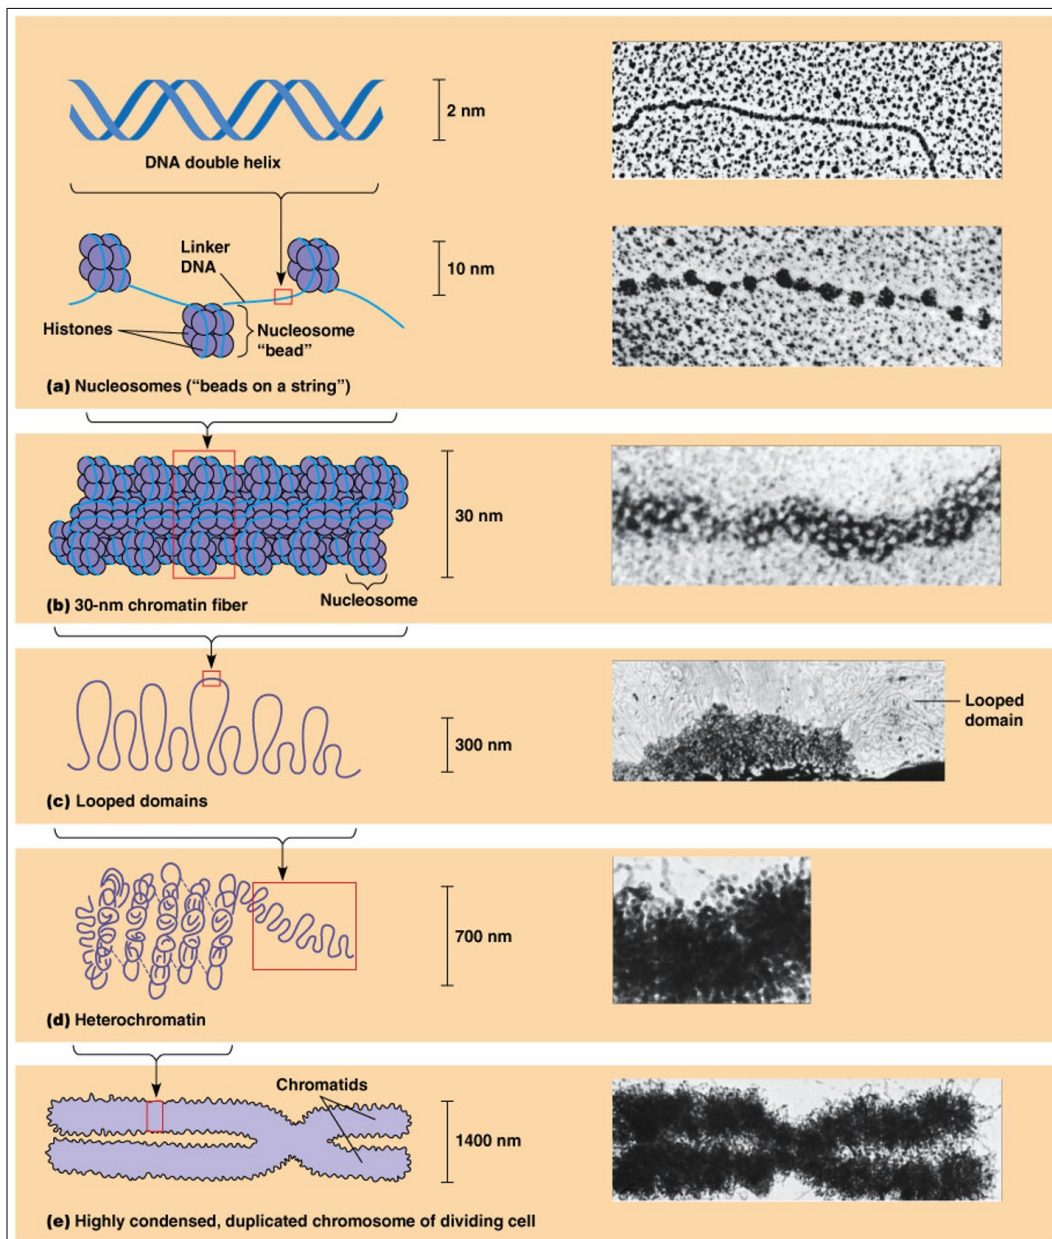 2 nm
DNA double helix
Linker
DNA
10 nm
Histones
Nucleosome
“bead”
(a) Nucleosomes (“beads on a string”)
30 nm
Nucleosome
(b) 30-nm chromatin fiber
Looped
domain
300 nm
(c) Looped domains
700 nm
(d) Heterochromatin
Chromatids
1400 nm
(e) Highly condensed, duplicated chromosome of dividing cell